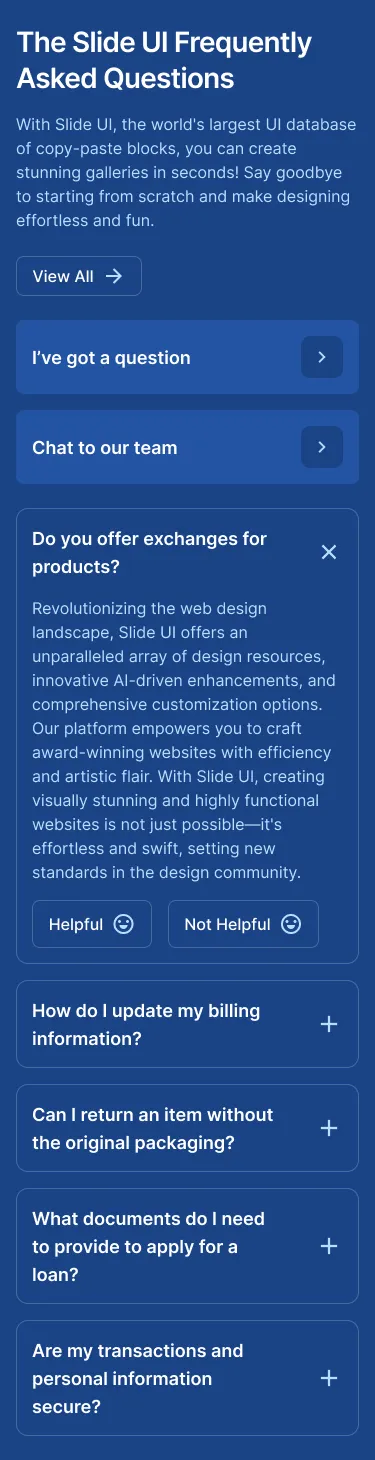 The Slide UI Frequently
Asked Questions
With Slide UI, the world's largest UI database
of copy-paste blocks, you can create
stunning galleries in seconds! Say goodbye
to starting from scratch and make designing
effortless and fun.
View All
I’ve got a question
Chat to our team
Do you offer exchanges for
products?
Revolutionizing the web design
landscape, Slide UI offers an
unparalleled array of design resources,
innovative AI-driven enhancements, and
comprehensive customization options.
Our platform empowers you to craft
award-winning websites with efficiency
and artistic flair. With Slide UI, creating
visually stunning and highly functional
websites is not just possible—it's
effortless and swift, setting new
standards in the design community.
Helpful
Not Helpful
How do I update my billing
information?
Can I return an item without
the original packaging?
What documents do I need
to provide to apply for a
loan?
Are my transactions and
personal information
secure?